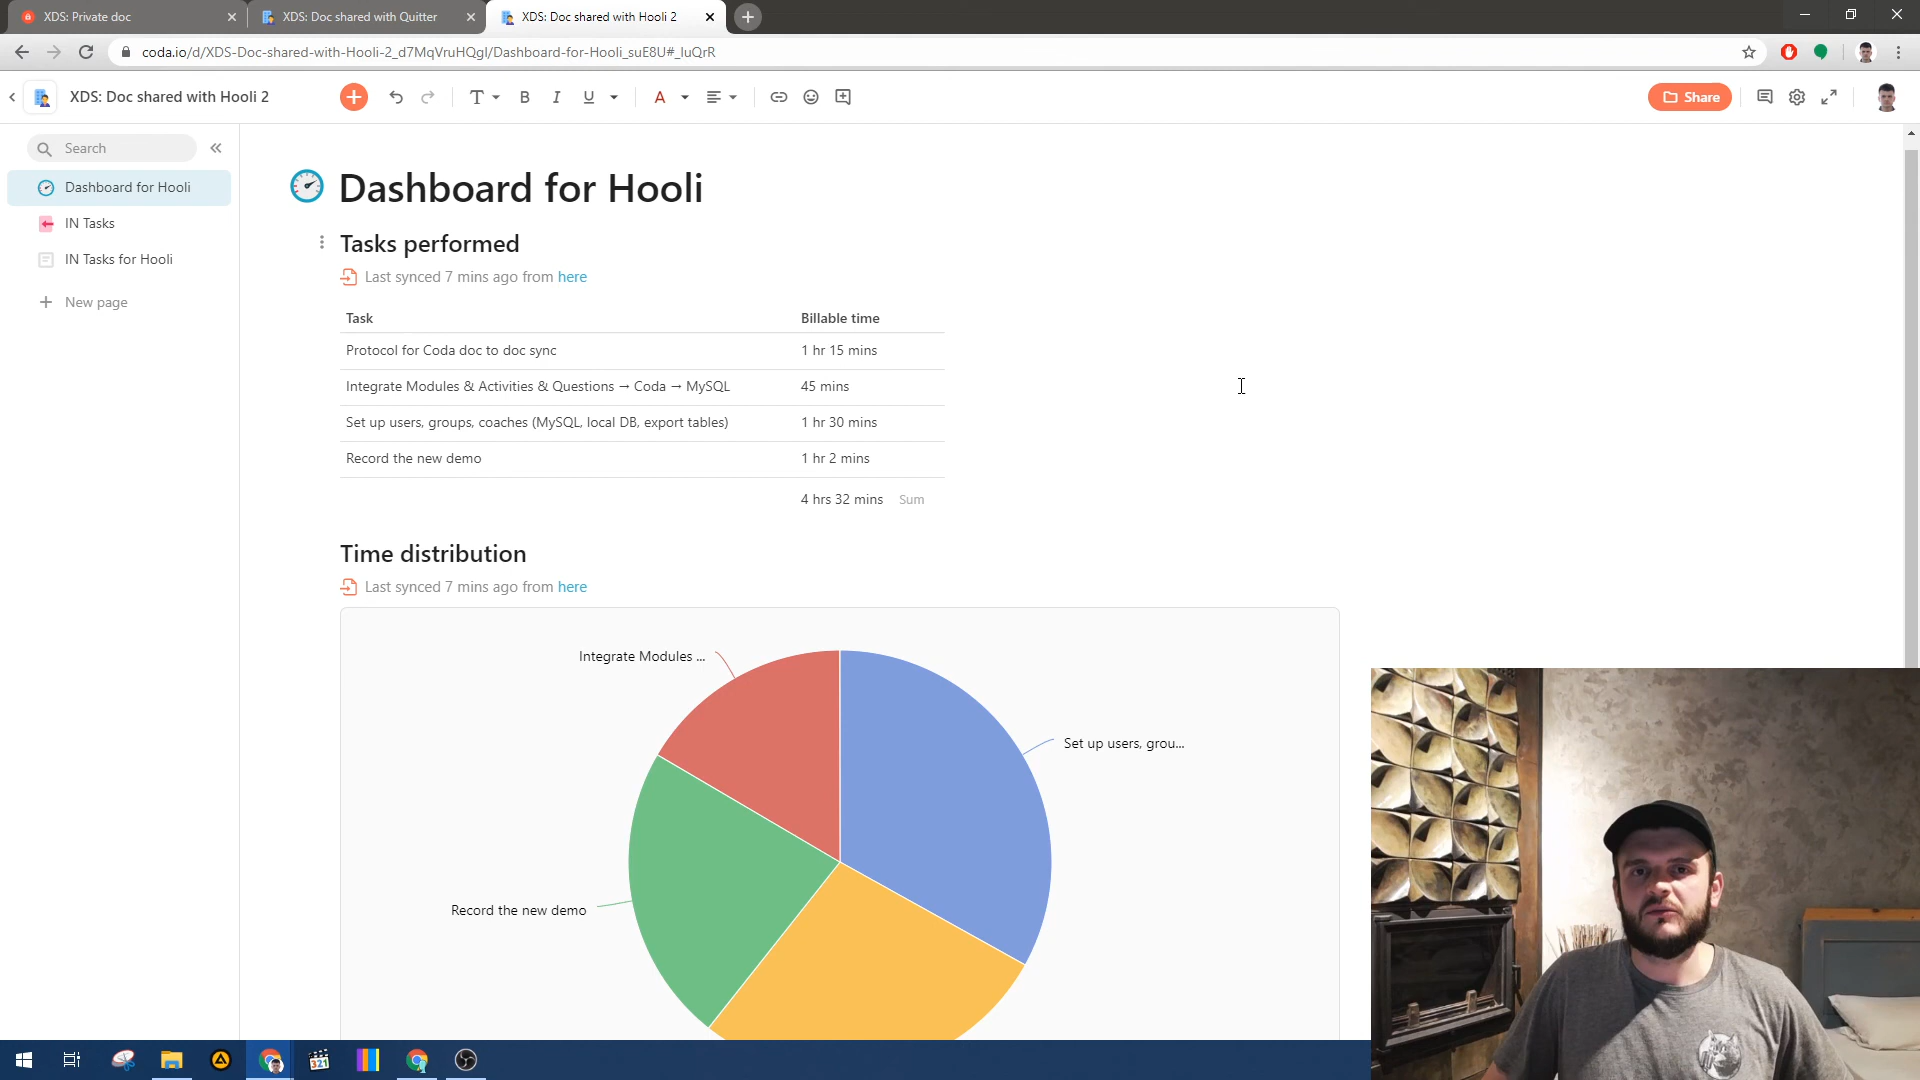 XDS: Private doc
XDS: Doc shared with Quitter
XDS: Doc shared with Hooli 2
coda.io/d/XDS-Doc-shared-with-Hooli-2_d7MqVruHQgI/Dashboard-for-Hooli_suE8U#_luQrR
XDS: Doc shared with Hooli 2
T
B
I
U
A
Share
Search
Dashboard for Hooli
IN Tasks
IN Tasks for Hooli
New page
Dashboard for Hooli
Tasks performed
Last synced 7 mins ago from here
Task Billable time
Protocol for Coda doc to doc sync 1 hr 15 mins
Integrate Modules & Activities & Questions → Coda → MySQL 45 mins
Set up users, groups, coaches (MySQL, local DB, export tables) 1 hr 30 mins
Record the new demo 1 hr 2 mins
4 hrs 32 mins Sum
Time distribution
Last synced 7 mins ago from here
Integrate Modules ...
Set up users, grou...
Record the new demo
321